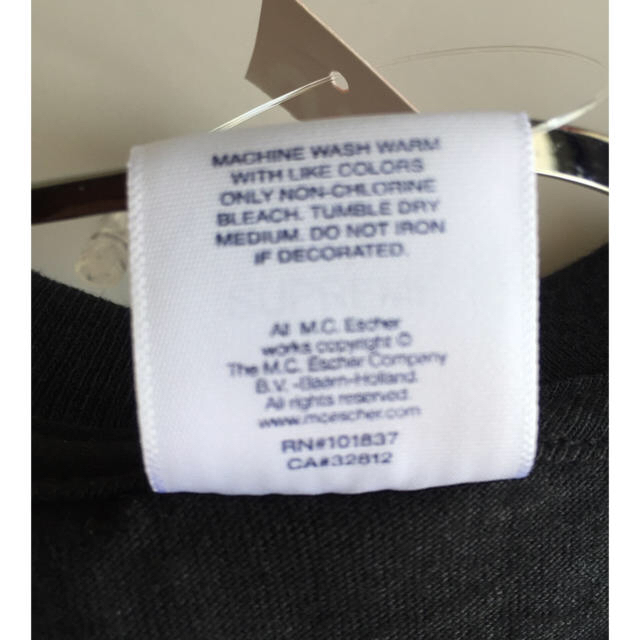 MACHINE WASH WARM
WITH LIKE COLORS
ONLY NON-CHLORINE
BLEACH. TUMBLE DRY
MEDIUM. DO NOT IRON
IF DECORATED.
All M.C. Escher
works copyright ©
The M.C. Escher Company
B.V. -Baarn-Holland.
All rights reserved.
www.mcescher.com
RN#101837
CA#32812